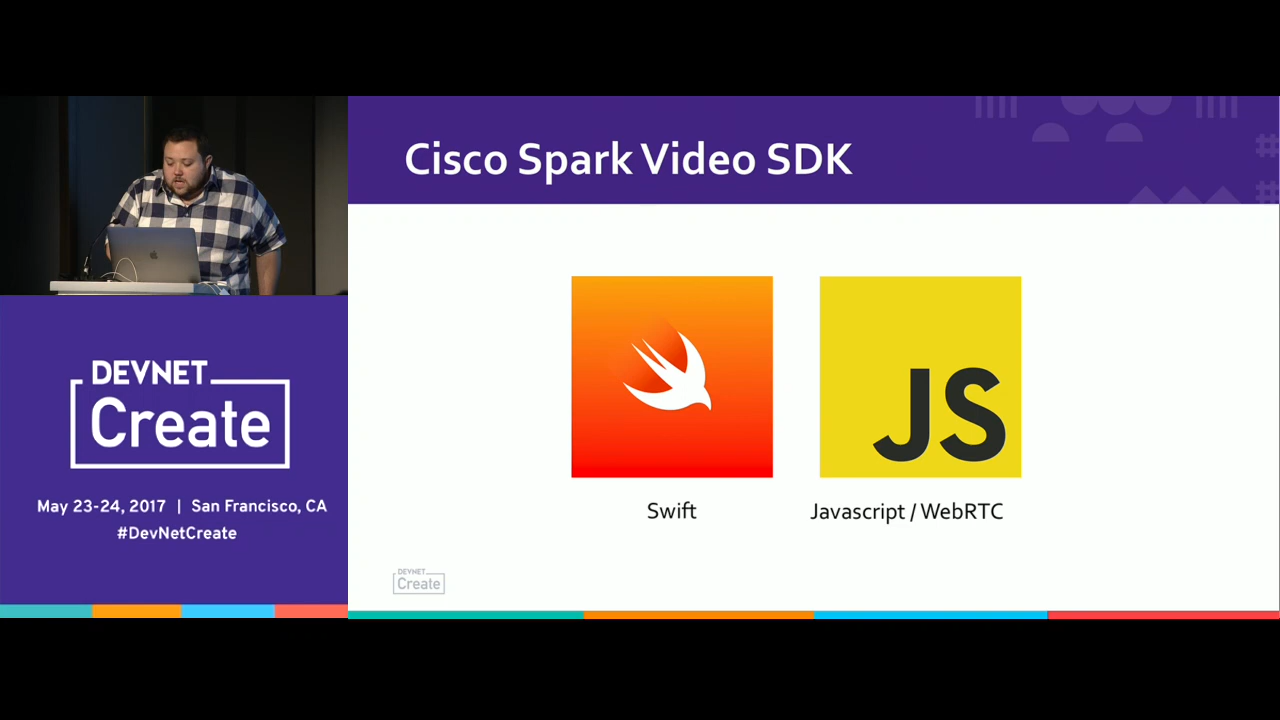 Cisco Spark Video SDK
JS
Swift
Javascript / WebRTC
DEVNET
Create
DEVNET
Create
May 23-24, 2017 | San Francisco, CA
#DevNetCreate